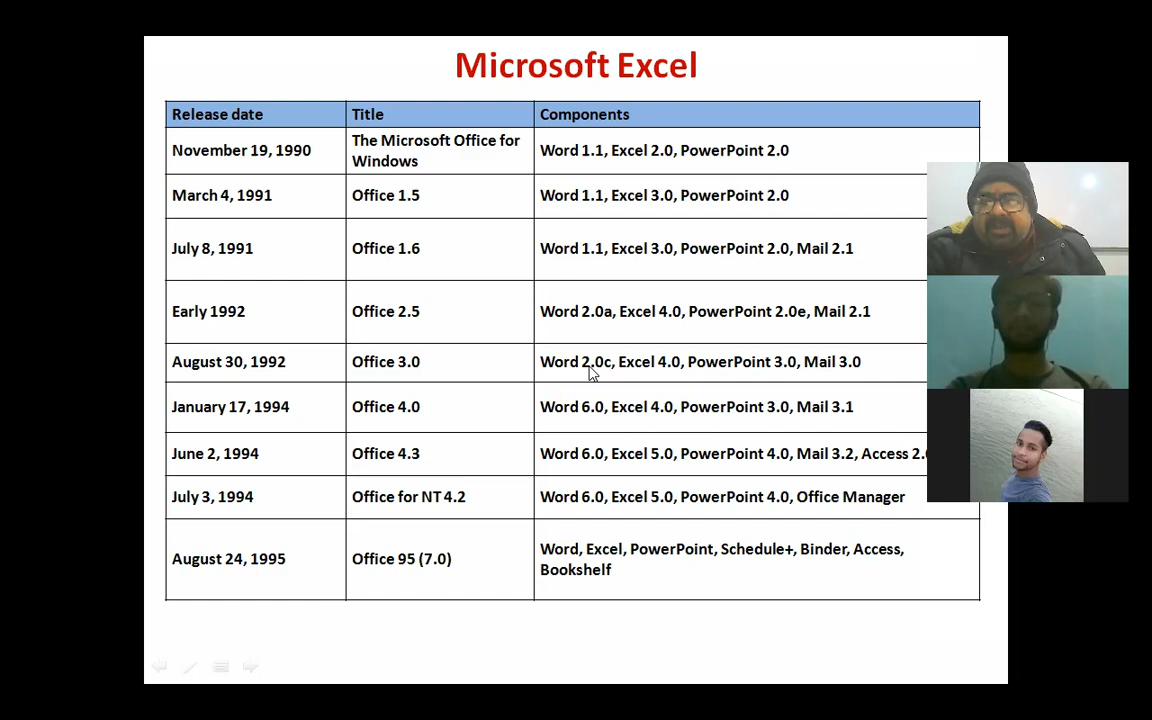 Microsoft Excel
Release date Title Components
November 19, 1990 The Microsoft Office for Windows Word 1.1, Excel 2.0, PowerPoint 2.0
March 4, 1991 Office 1.5 Word 1.1, Excel 3.0, PowerPoint 2.0
July 8, 1991 Office 1.6 Word 1.1, Excel 3.0, PowerPoint 2.0, Mail 2.1
Early 1992 Office 2.5 Word 2.0a, Excel 4.0, PowerPoint 2.0e, Mail 2.1
August 30, 1992 Office 3.0 Word 2.0c, Excel 4.0, PowerPoint 3.0, Mail 3.0
January 17, 1994 Office 4.0 Word 6.0, Excel 4.0, PowerPoint 3.0, Mail 3.1
June 2, 1994 Office 4.3 Word 6.0, Excel 5.0, PowerPoint 4.0, Mail 3.2, Access
July 3, 1994 Office for NT 4.2 Word 6.0, Excel 5.0, PowerPoint 4.0, Office Manager
August 24, 1995 Office 95 (7.0) Word, Excel, PowerPoint, Schedule+, Binder, Access,
Bookshelf